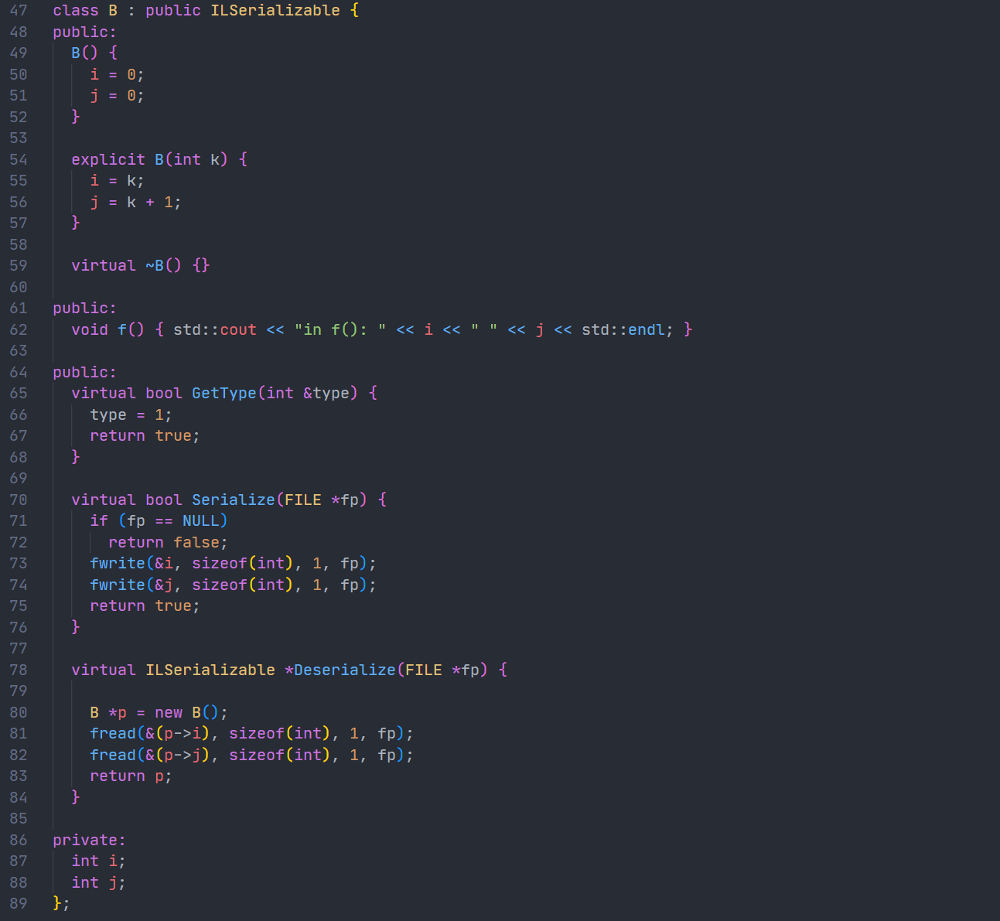 47 class B : public ILSerializable {
48 public:
49   B() {
50     i = 0;
51     j = 0;
52   }
53
54   explicit B(int k) {
55     i = k;
56     j = k + 1;
57   }
58
59   virtual ~B() {}
60
61 public:
62   void f() { std::cout << "in f(): " << i << " " << j << std::endl; }
63
64 public:
65   virtual bool GetType(int &type) {
66     type = 1;
67     return true;
68   }
69
70   virtual bool Serialize(FILE *fp) {
71     if (fp == NULL)
72       return false;
73     fwrite(&i, sizeof(int), 1, fp);
74     fwrite(&j, sizeof(int), 1, fp);
75     return true;
76   }
77
78   virtual ILSerializable *Deserialize(FILE *fp) {
79
80     B *p = new B();
81     fread(&(p->i), sizeof(int), 1, fp);
82     fread(&(p->j), sizeof(int), 1, fp);
83     return p;
84   }
85
86 private:
87   int i;
88   int j;
89 };